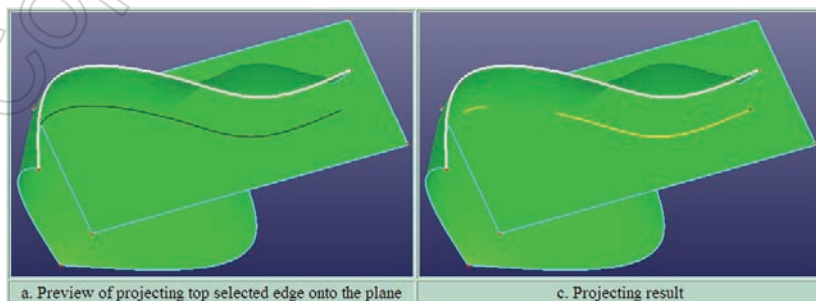 a. Preview of projecting top selected edge onto the plane
c. Projecting result